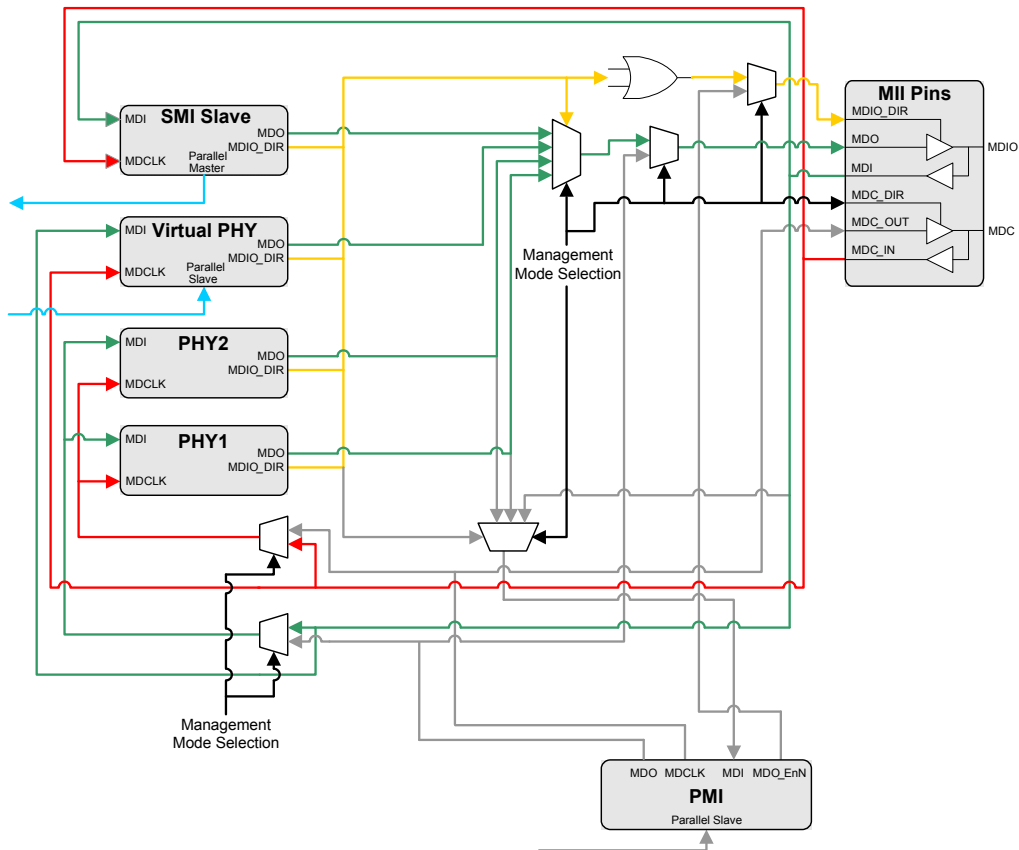 SMI Slave
MDI
MDO
MDIO_DIR
MDCLK
Parallel
Master
Virtual PHY
MDI
MDO
MDIO_DIR
MDCLK
Parallel
Slave
PHY2
MDI
MDO
MDIO_DIR
MDCLK
PHY1
MDI
MDO
MDIO_DIR
MDCLK
Management
Mode Selection
MII Pins
MDIO_DIR
MDO
MDIO
MDI
MDC_DIR
MDC_OUT
MDC
MDC_IN
Management
Mode Selection
MDO MDCLK MDI MDO_EnN
PMI
Parallel Slave